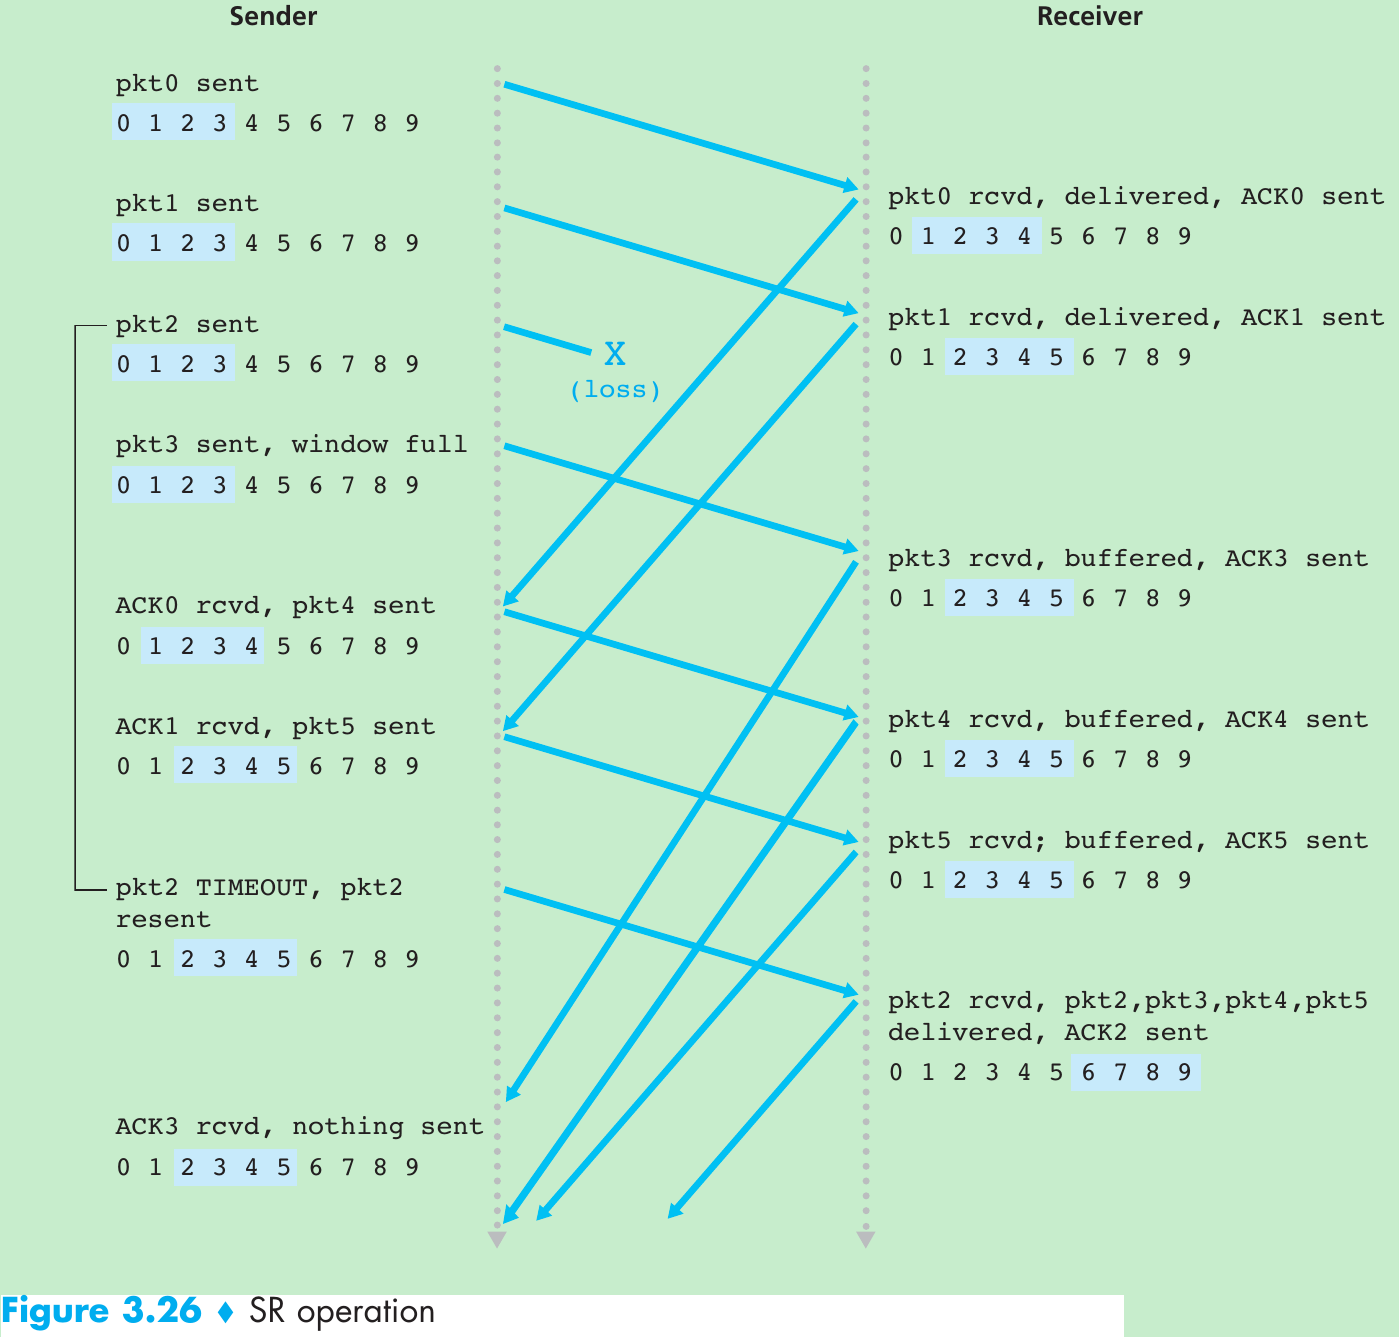 Sender
pkt0 sent
0 1 2 3 4 5 6 7 8 9
pkt1 sent
0 1 2 3 4 5 6 7 8 9
pkt2 sent
0 1 2 3 4 5 6 7 8 9
pkt3 sent, window full
0 1 2 3 4 5 6 7 8 9
ACK0 rcvd, pkt4 sent
0 1 2 3 4 5 6 7 8 9
ACK1 rcvd, pkt5 sent
0 1 2 3 4 5 6 7 8 9
pkt2 TIMEOUT, pkt2
resent
0 1 2 3 4 5 6 7 8 9
ACK3 rcvd, nothing sent
0 1 2 3 4 5 6 7 8 9
X
(loss)
Receiver
pkt0 rcvd, delivered, ACK0 sent
0 1 2 3 4 5 6 7 8 9
pkt1 rcvd, delivered, ACK1 sent
0 1 2 3 4 5 6 7 8 9
pkt3 rcvd, buffered, ACK3 sent
0 1 2 3 4 5 6 7 8 9
pkt4 rcvd, buffered, ACK4 sent
0 1 2 3 4 5 6 7 8 9
pkt5 rcvd; buffered, ACK5 sent
0 1 2 3 4 5 6 7 8 9
pkt2 rcvd, pkt2,pkt3,pkt4,pkt5
delivered, ACK2 sent
0 1 2 3 4 5 6 7 8 9
Figure 3.26 ♦ SR operation